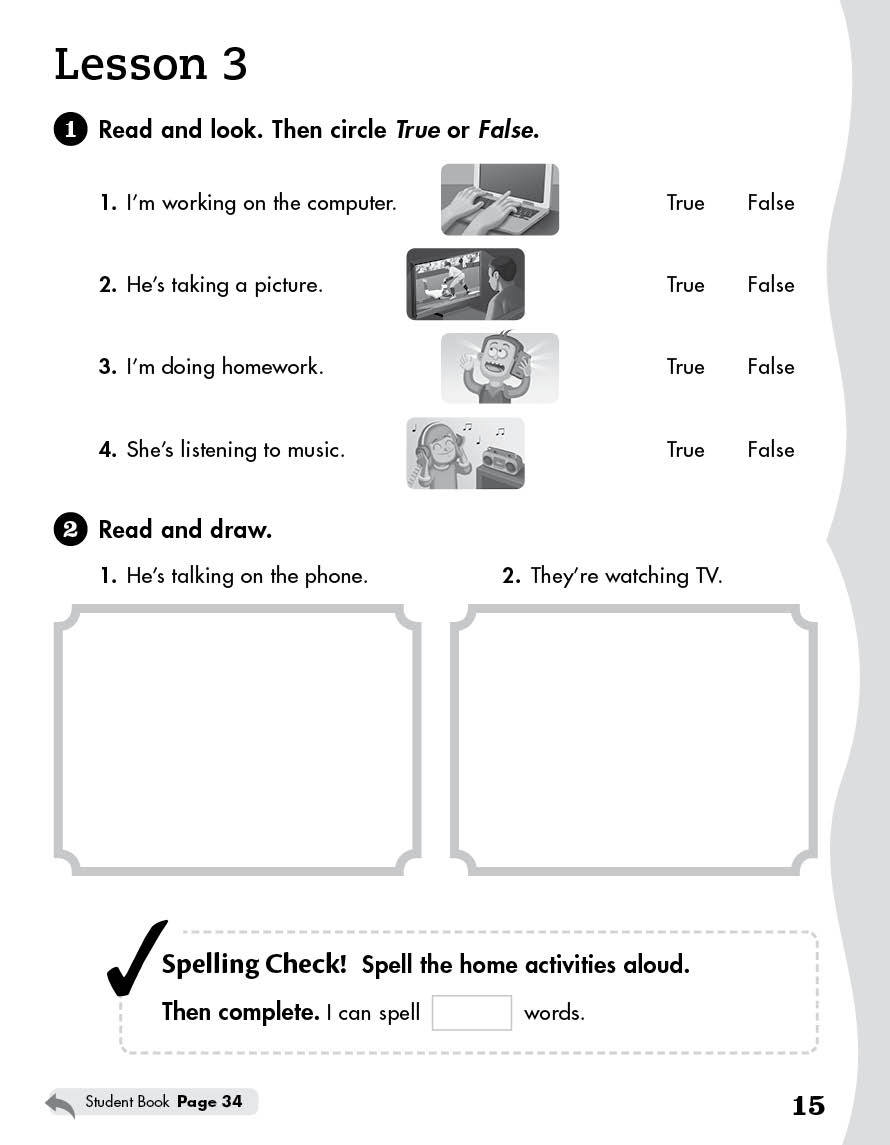 Lesson 3
1 Read and look. Then circle True or False.
1. I'm working on the computer. True False
2. He's taking a picture. True False
3. I'm doing homework. True False
4. She's listening to music. True False
2 Read and draw.
1. He's talking on the phone. 2. They're watching TV.
Spelling Check! Spell the home activities aloud.
Then complete. I can spell words.
Student Book Page 34 15